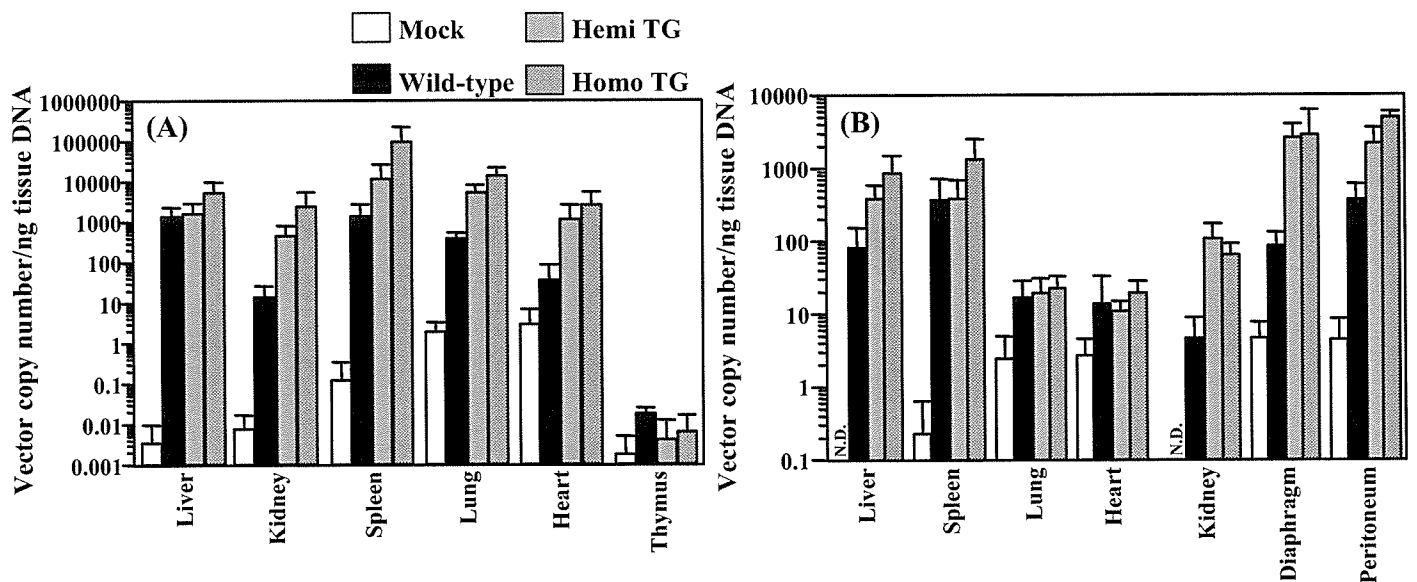 Mock
Hemi TG
Wild-type
Homo TG
(A)
Vector copy number/ng tissue DNA
1000000
100000
10000
1000
100
10
1
0.1
0.01
0.001
Liver
Kidney
Spleen
Lung
Heart
Thymus
(B)
Vector copy number/ng tissue DNA
10000
1000
100
10
1
0.1
N.D.
N.D.
Liver
Spleen
Lung
Heart
Kidney
Diaphragm
Peritoneum